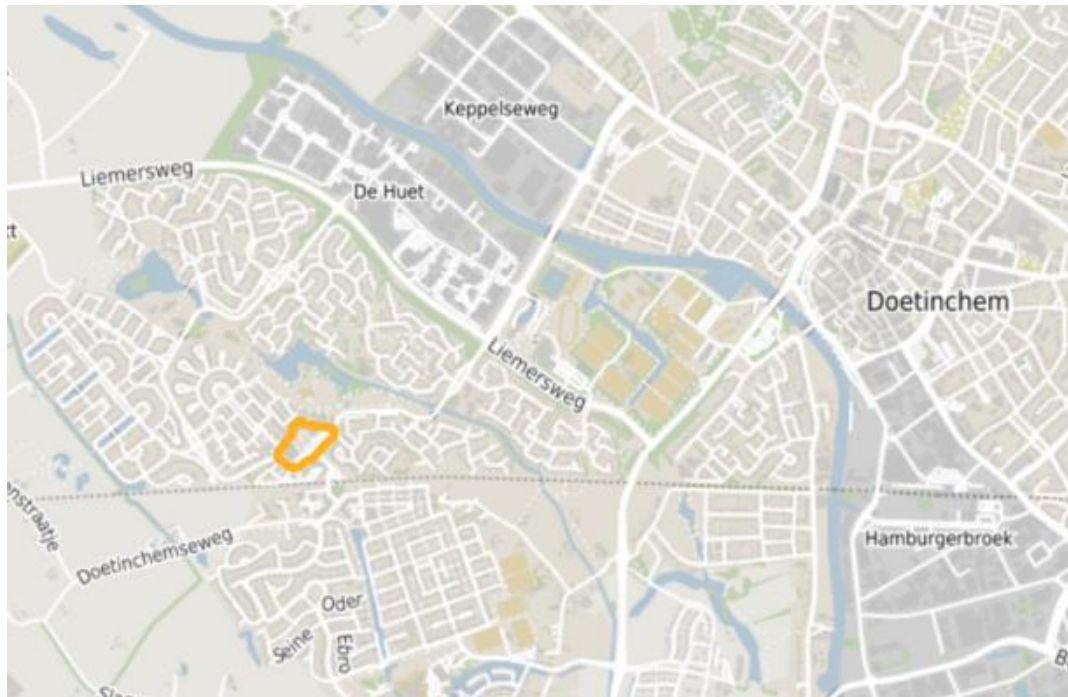 Keppelseweg
Liemersweg
De Huet
Doetinchem
Liemersweg
Hamburgerbroek
Doetinchemseweg
Oder
Seine
Ebro